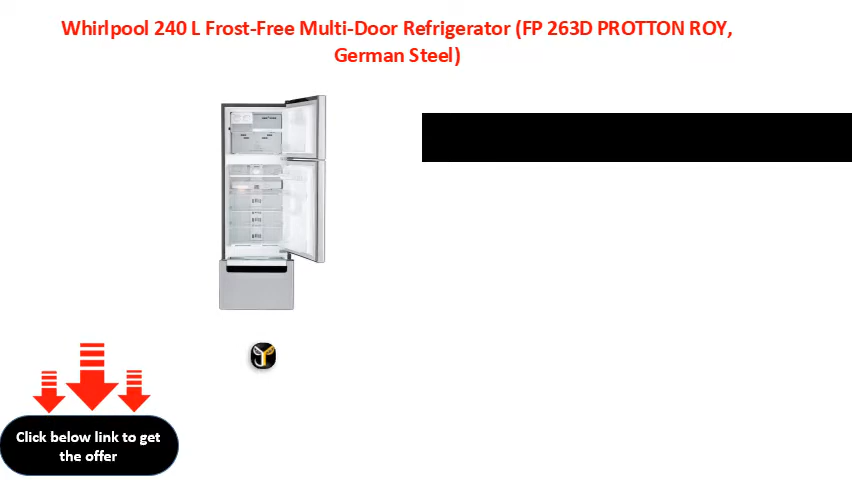 Whirlpool 240 L Frost-Free Multi-Door Refrigerator (FP 263D PROTTON ROY,
German Steel)
Click below link to get
the offer